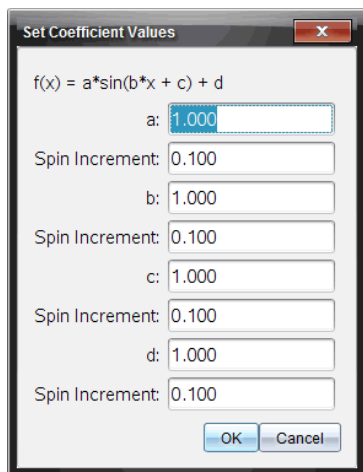 Set Coefficient Values
f(x) = a*sin(b*x + c) + d
a: 1.000
Spin Increment: 0.100
b: 1.000
Spin Increment: 0.100
c: 1.000
Spin Increment: 0.100
d: 1.000
Spin Increment: 0.100
OK Cancel